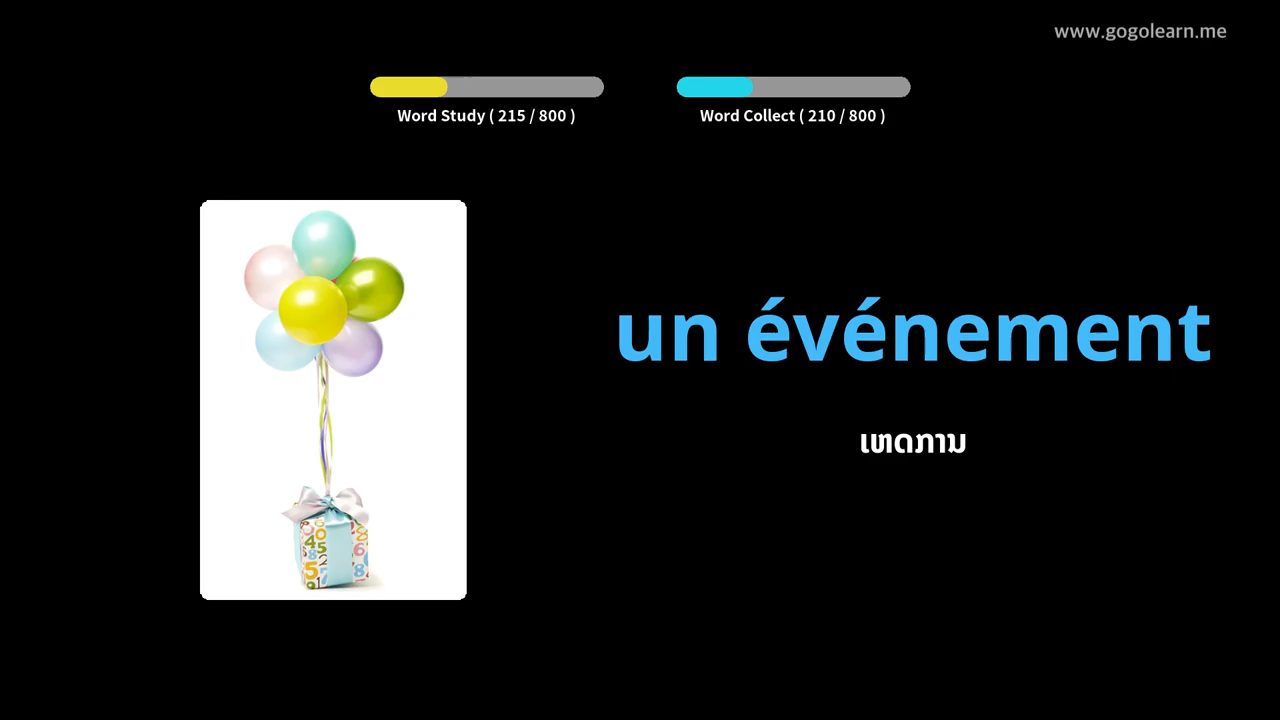 www.gogolearn.me
Word Study ( 215 / 800 )
Word Collect ( 210 / 800 )
un événement
ເຫດການ